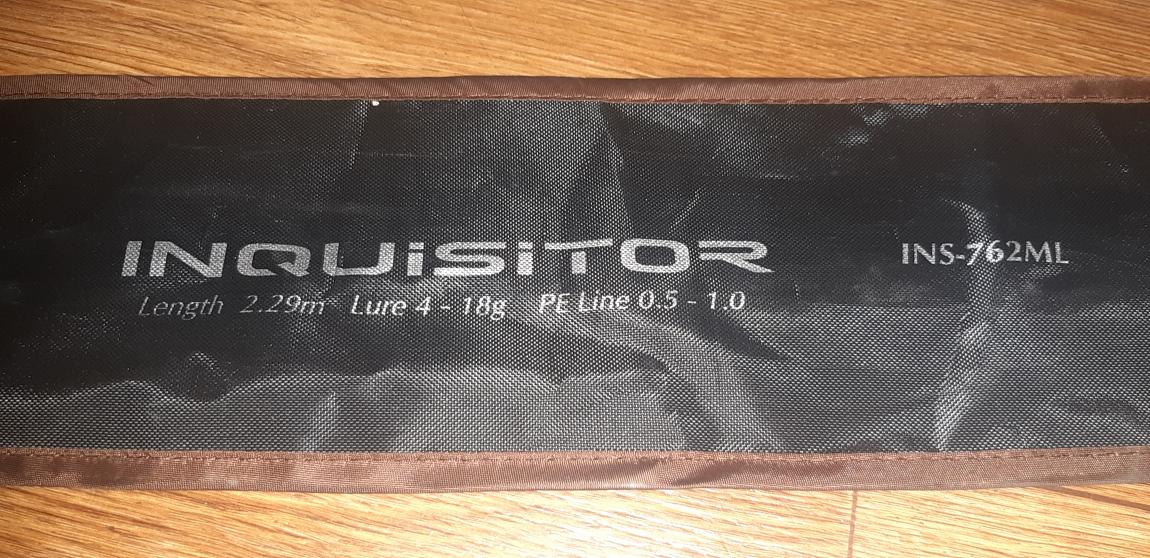 INQUiSiTOR INS-762ML
Length 2.29m Lure 4 - 18g PE Line 0.5 - 1.0